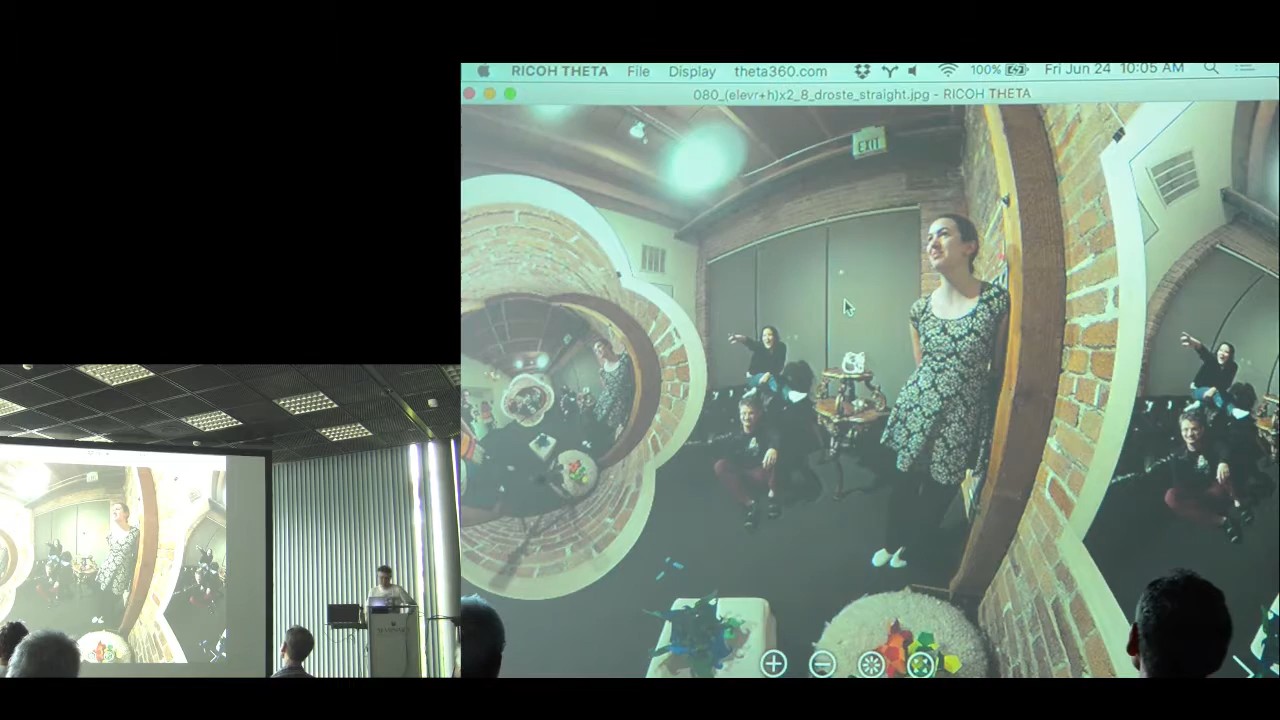 RICOH THETA File Display theta360.com 100% Fri Jun 24 10:05 AM
080_(elevr+h)x2_8_droste_straight.jpg - RICOH THETA
EXIT